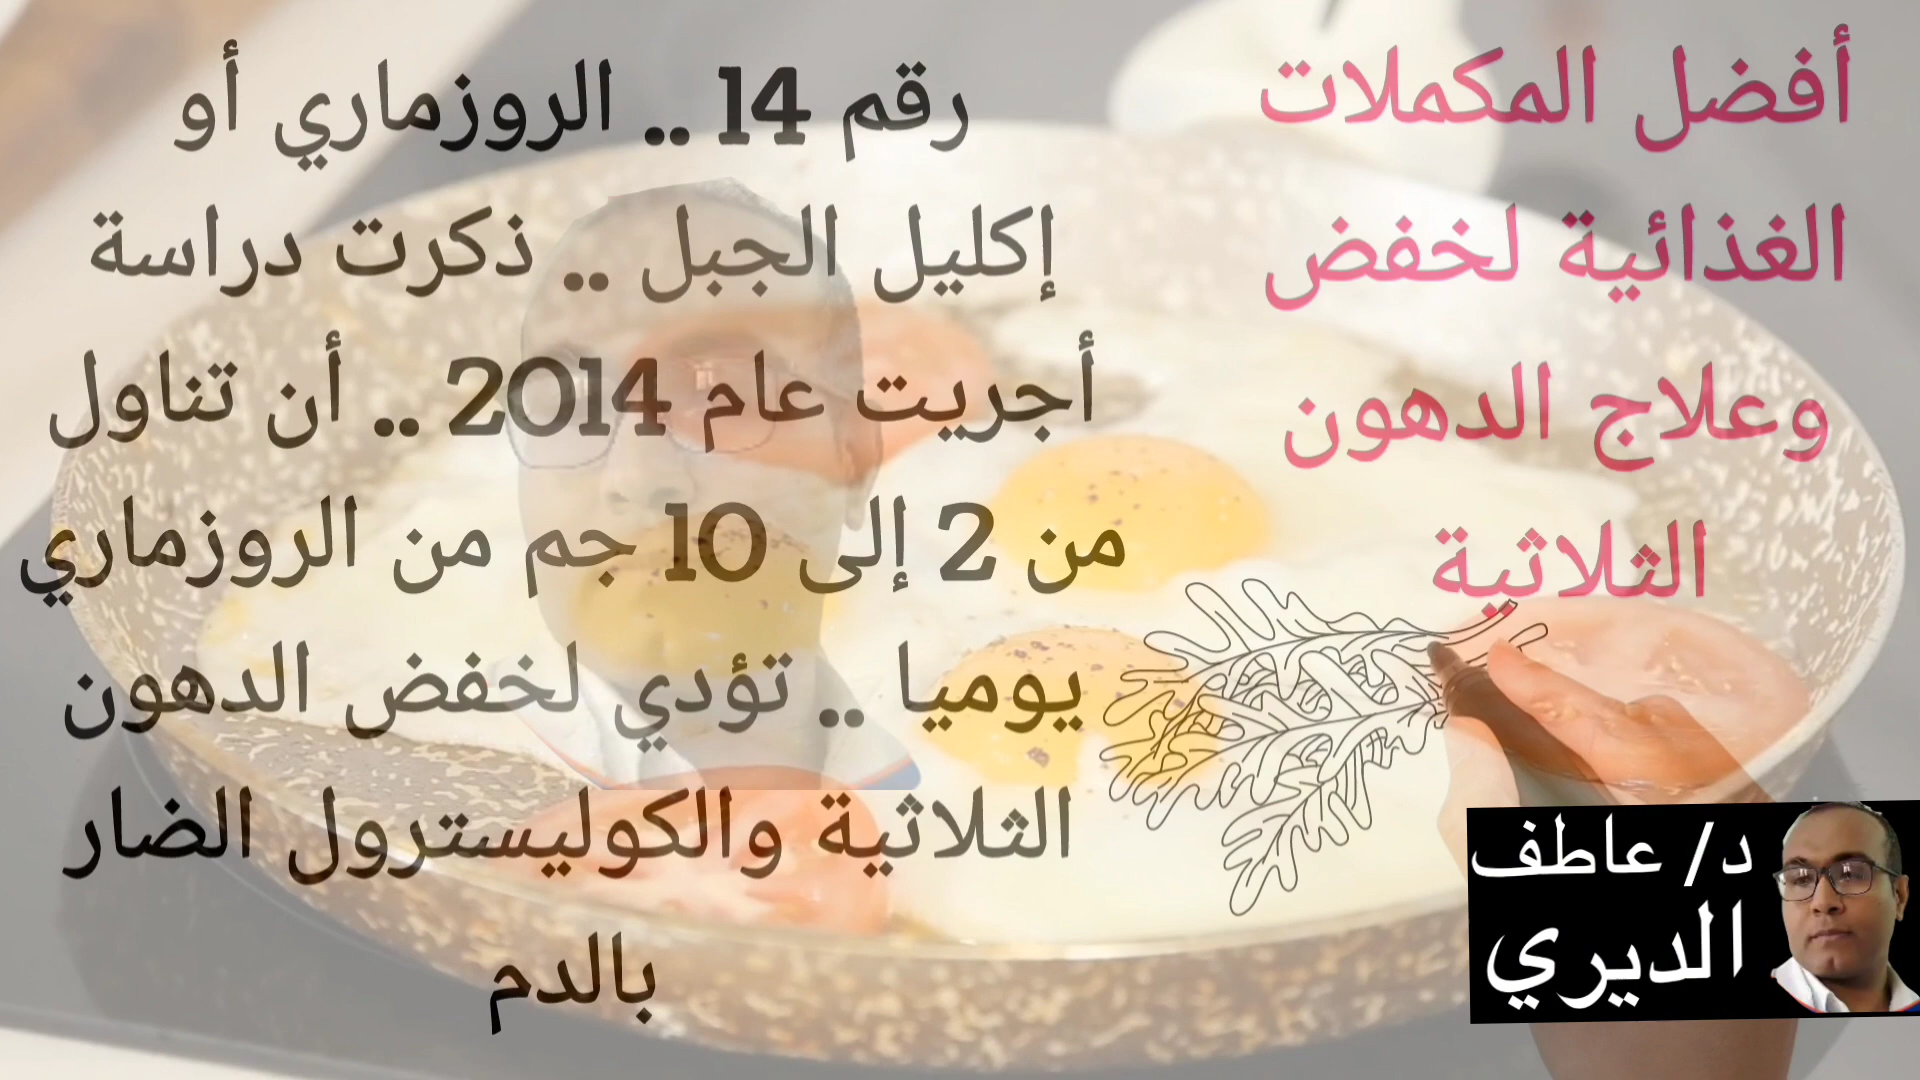 أفضل المكملات
الغذائية لخفض
وعلاج الدهون
الثلاثية
رقم 14 .. الروزماري أو
إكليل الجبل .. ذكرت دراسة
أجريت عام 2014 .. أن تناول
من 2 إلى 10 جم من الروزماري
يوميا .. تؤدي لخفض الدهون
الثلاثية والكوليسترول الضار
بالدم
د/ عاطف
الديري